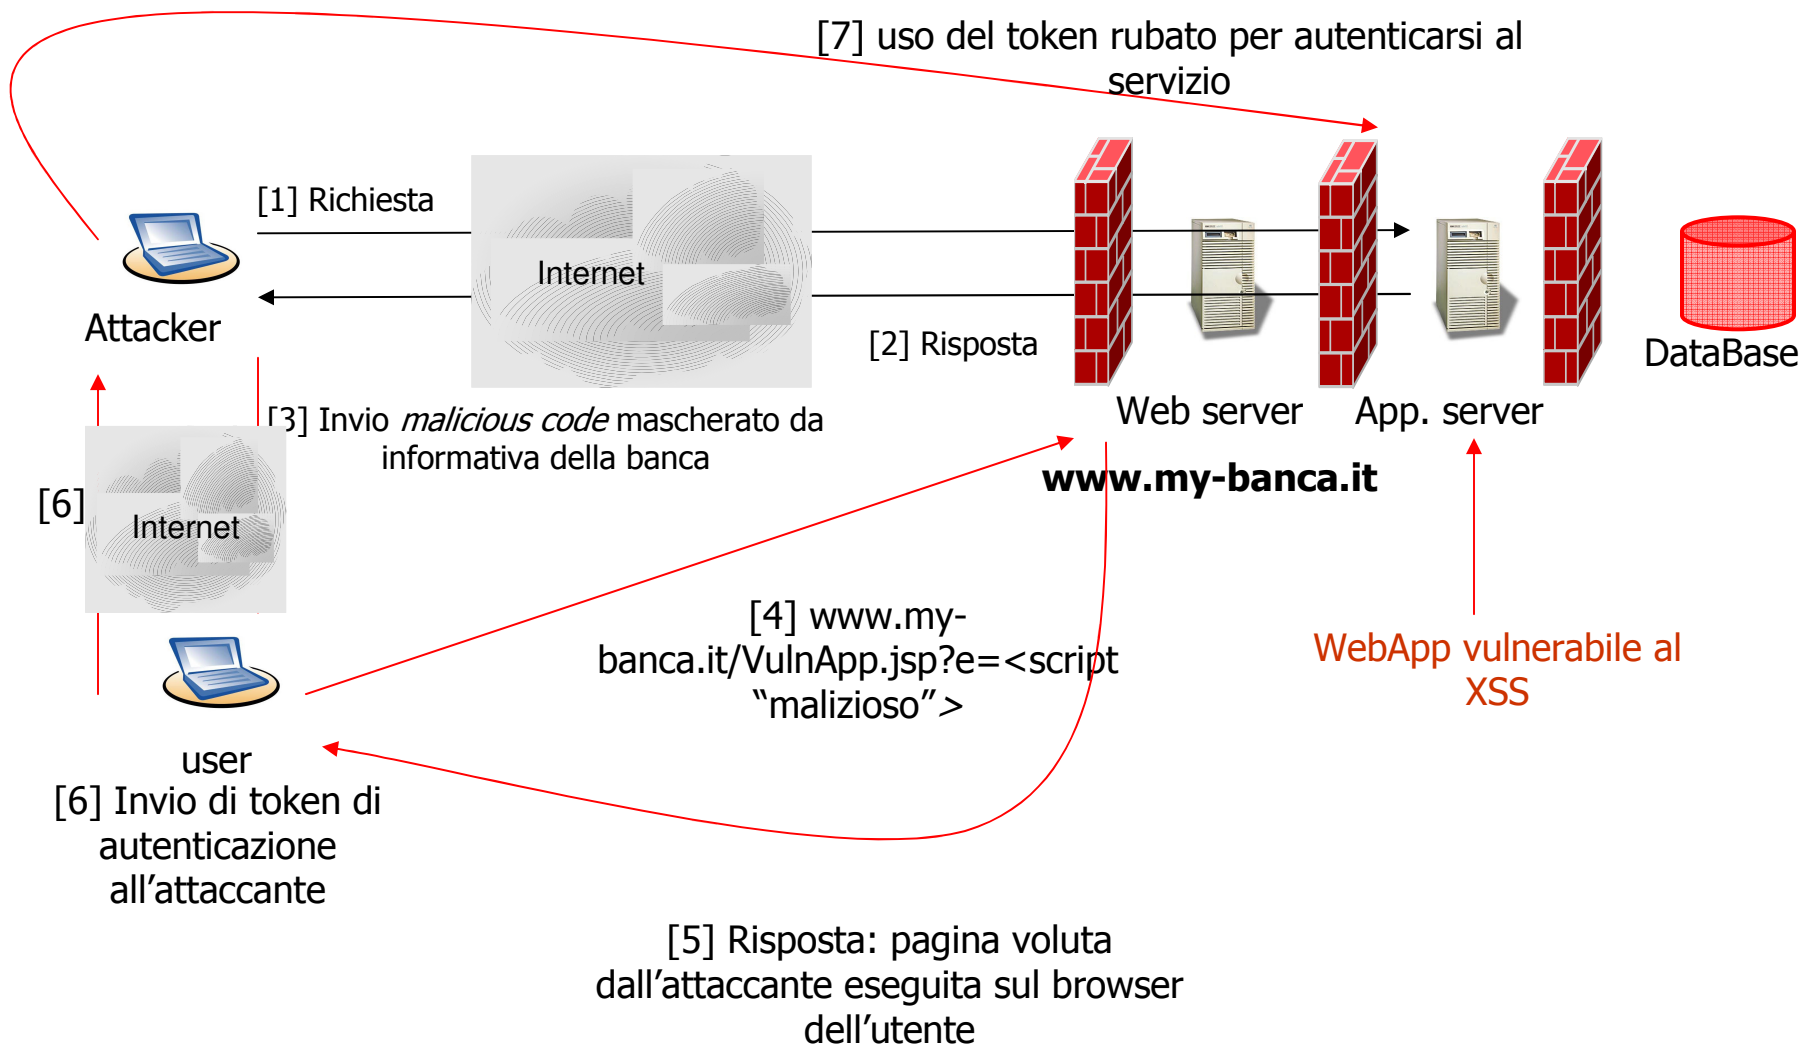 [7] uso del token rubato per autenticarsi al
servizio
[1] Richiesta
Internet
Attacker
[2] Risposta
DataBase
[3] Invio malicious code mascherato da
informativa della banca
Web server
App. server
www.my-banca.it
[6]
Internet
[4] www.my-
banca.it/VulnApp.jsp?e=<script
“malizioso”>
WebApp vulnerabile al
XSS
user
[6] Invio di token di
autenticazione
all’attaccante
[5] Risposta: pagina voluta
dall’attaccante eseguita sul browser
dell’utente